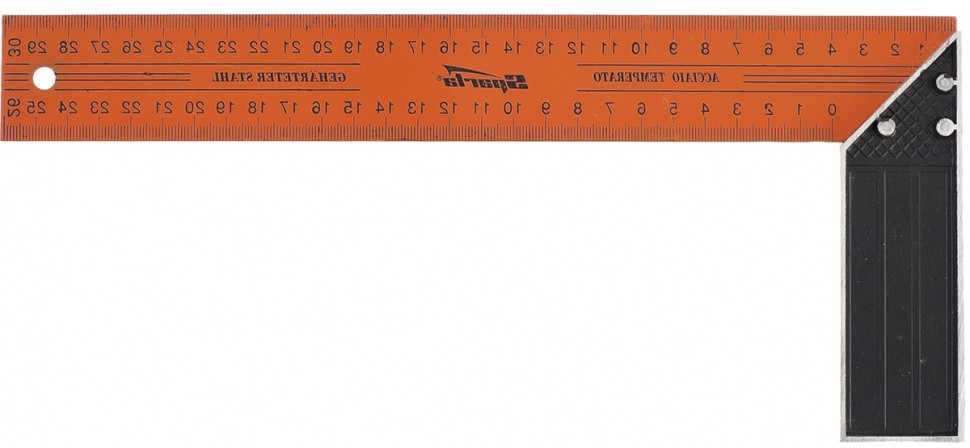 1 2 3 4 5 6 7 8 9 10 11 12 13 14 15 16 17 18 19 20 21 22 23 24 25 26 27 28 29 30
ACCIAIO TEMPERATO Sparta® GEHÄRTETER STAHL
0 1 2 3 4 5 6 7 8 9 10 11 12 13 14 15 16 17 18 19 20 21 22 23 24 25 26